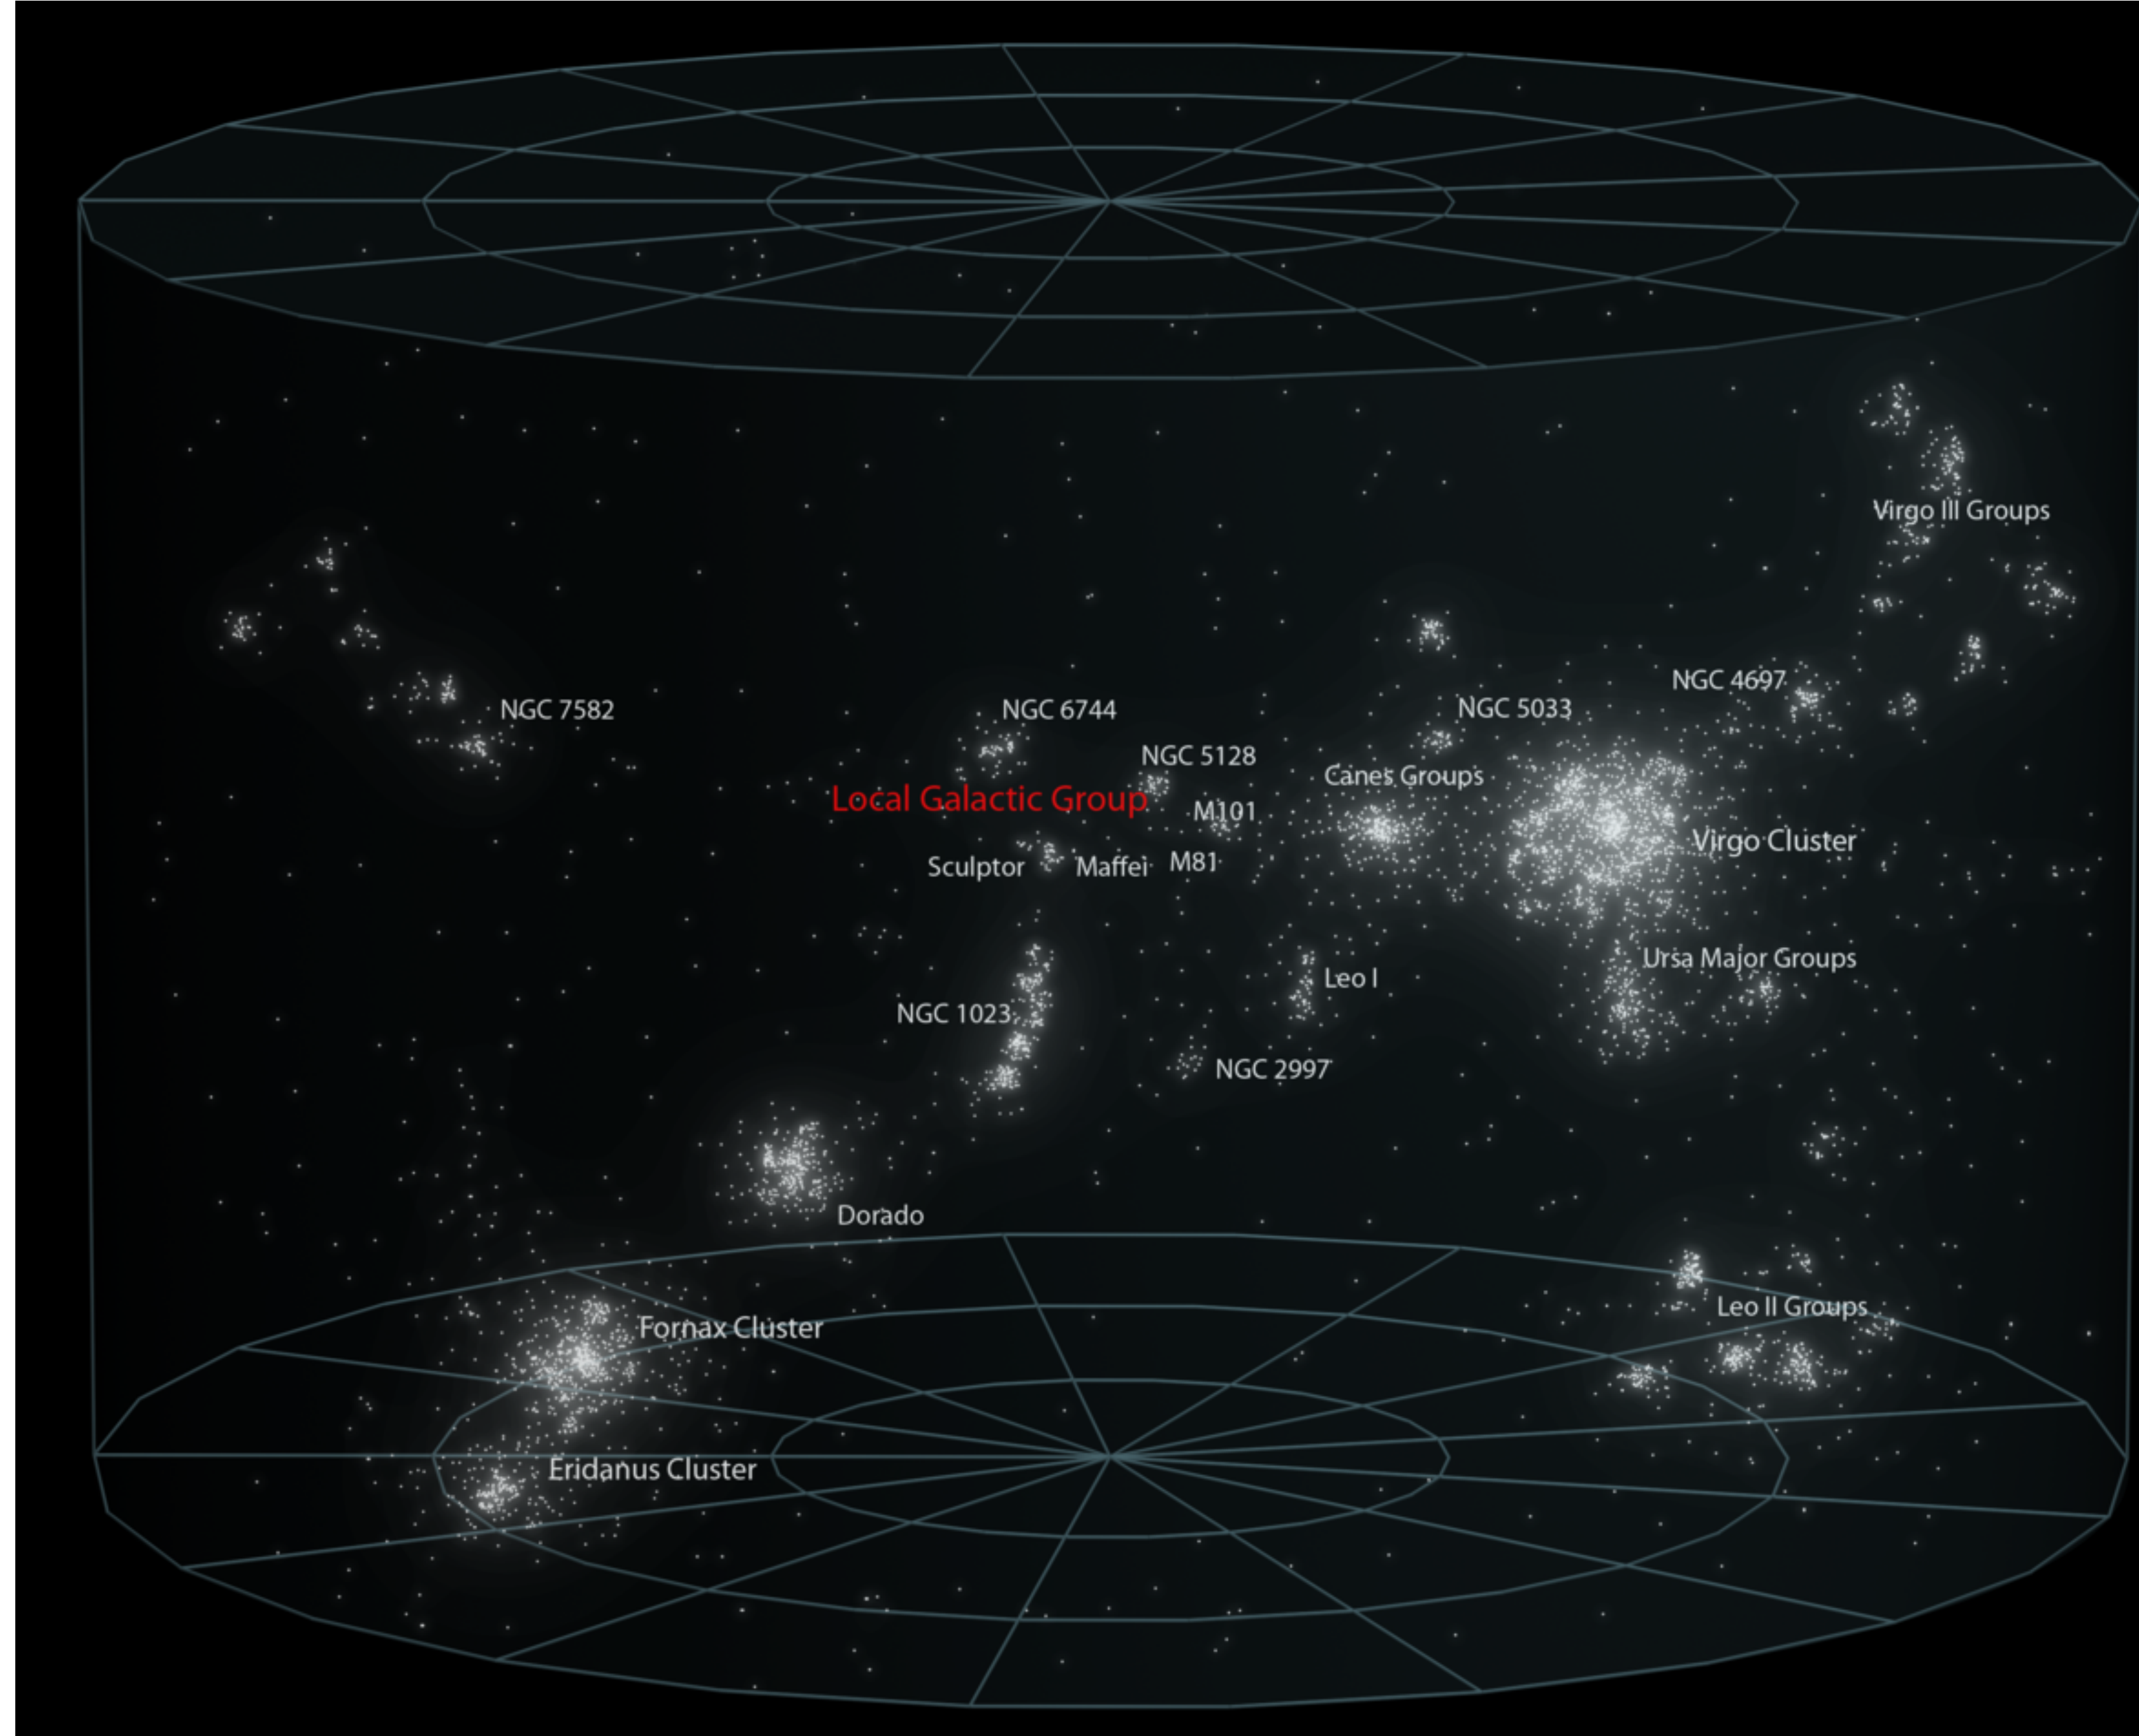 Virgo III Groups
NGC 4697
NGC 7582
NGC 6744
NGC 5033
NGC 5128
Canes Groups
Local Galactic Group
M101
Virgo Cluster
Sculptor
Maffei
M81
Ursa Major Groups
Leo I
NGC 1023
NGC 2997
Dorado
Leo II Groups
Fornax Cluster
Eridanus Cluster